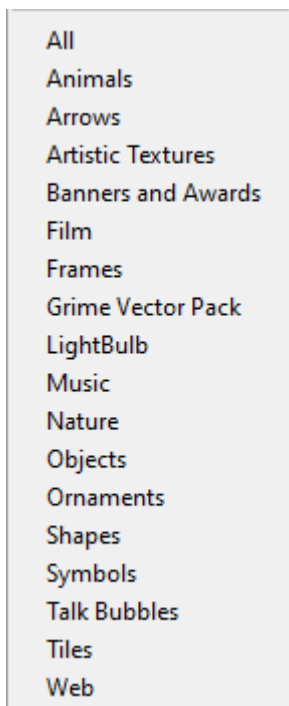 All
Animals
Arrows
Artistic Textures
Banners and Awards
Film
Frames
Grime Vector Pack
LightBulb
Music
Nature
Objects
Ornaments
Shapes
Symbols
Talk Bubbles
Tiles
Web